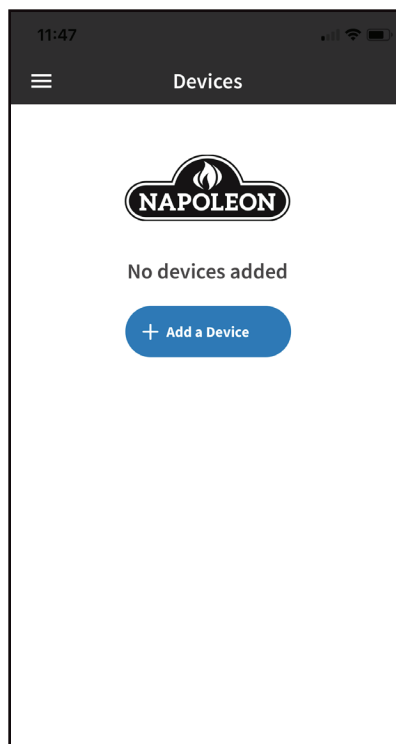 11:47
Devices
NAPOLEON
No devices added
+ Add a Device